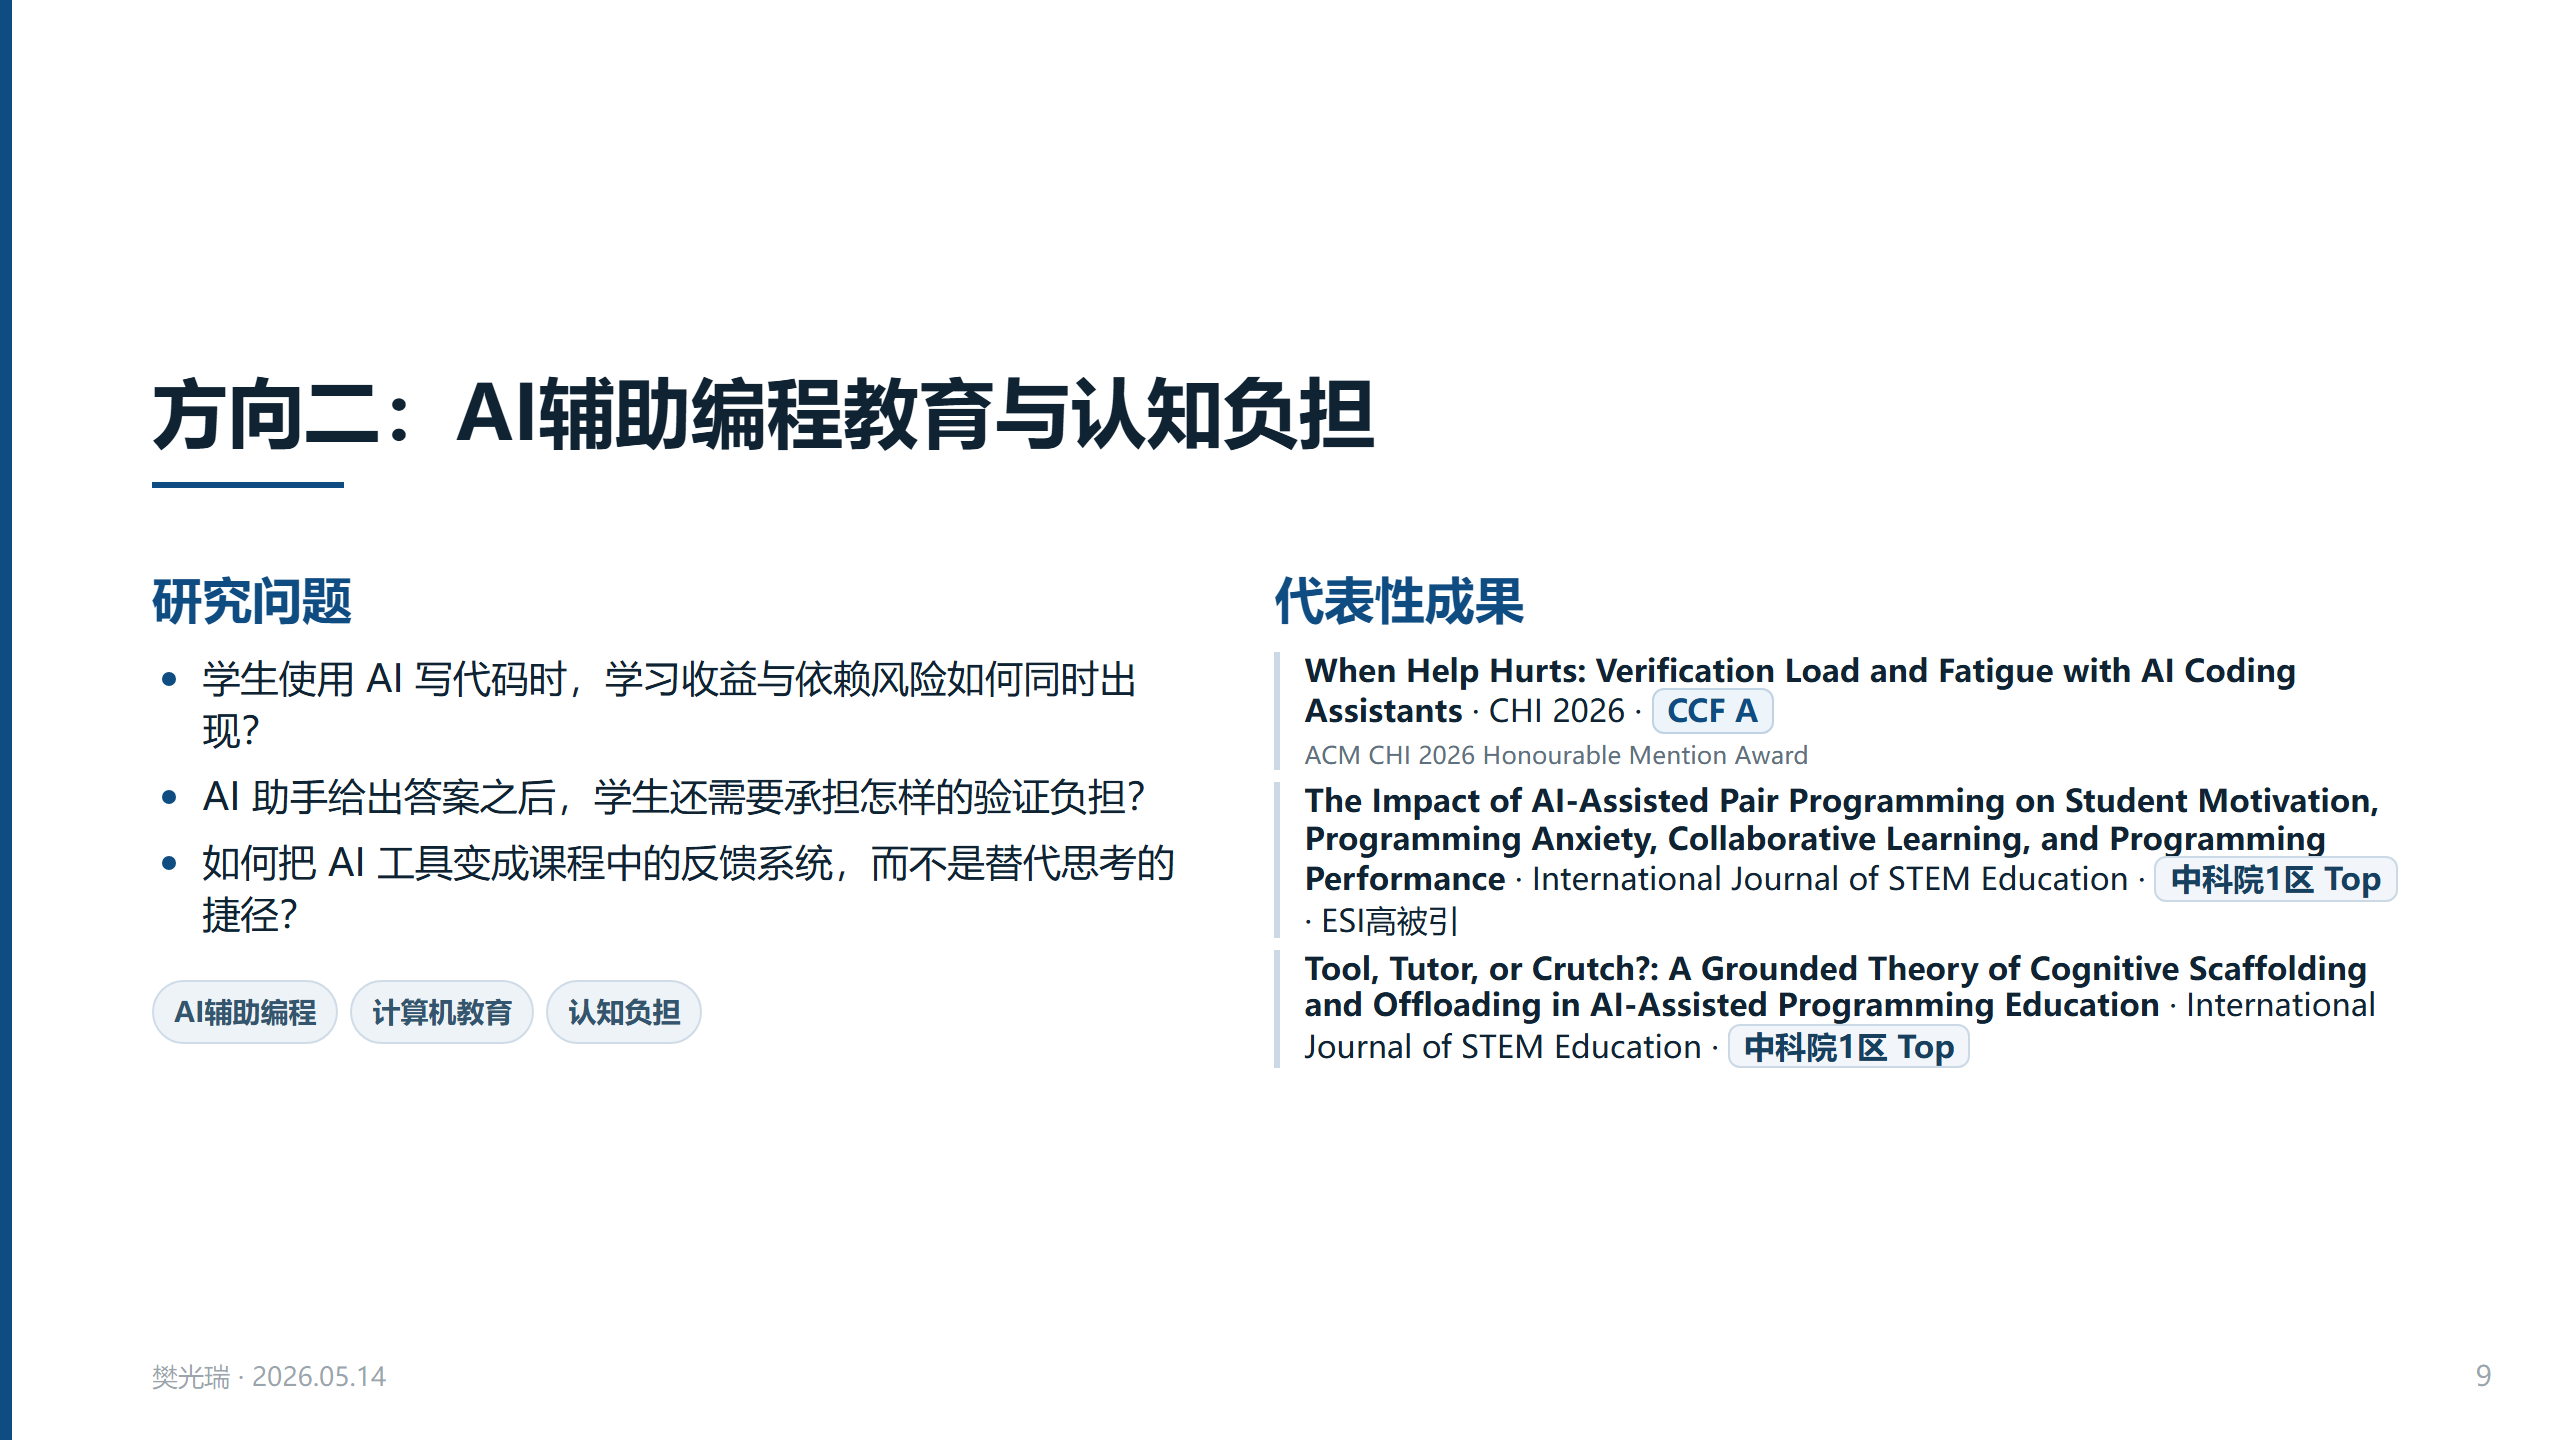 方向二：AI辅助编程教育与认知负担
研究问题
• 学生使用 AI 写代码时，学习收益与依赖风险如何同时出
现？
• AI 助手给出答案之后，学生还需要承担怎样的验证负担？
• 如何把 AI 工具变成课程中的反馈系统，而不是替代思考的
捷径？
AI辅助编程 计算机教育 认知负担
代表性成果
When Help Hurts: Verification Load and Fatigue with AI Coding
Assistants · CHI 2026 · CCF A
ACM CHI 2026 Honourable Mention Award
The Impact of AI-Assisted Pair Programming on Student Motivation,
Programming Anxiety, Collaborative Learning, and Programming
Performance · International Journal of STEM Education · 中科院1区 Top
· ESI高被引
Tool, Tutor, or Crutch?: A Grounded Theory of Cognitive Scaffolding
and Offloading in AI-Assisted Programming Education · International
Journal of STEM Education · 中科院1区 Top
樊光瑞 · 2026.05.14
9